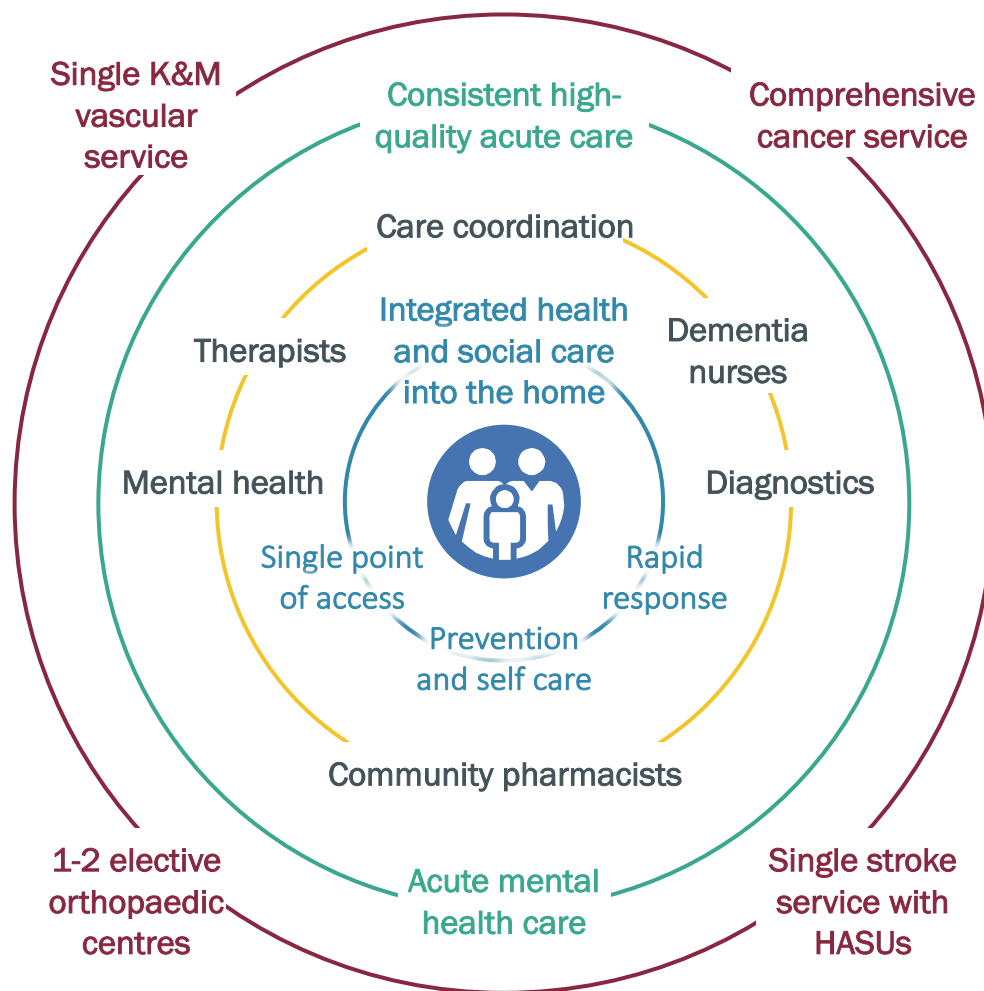 Single K&M
vascular
service
Consistent high-
quality acute care
Comprehensive
cancer service
Care coordination
Integrated health
and social care
into the home
Therapists
Dementia
nurses
Mental health
Diagnostics
Single point
of access
Rapid
response
Prevention
and self care
Community pharmacists
1-2 elective
orthopaedic
centres
Acute mental
health care
Single stroke
service with
HASUs